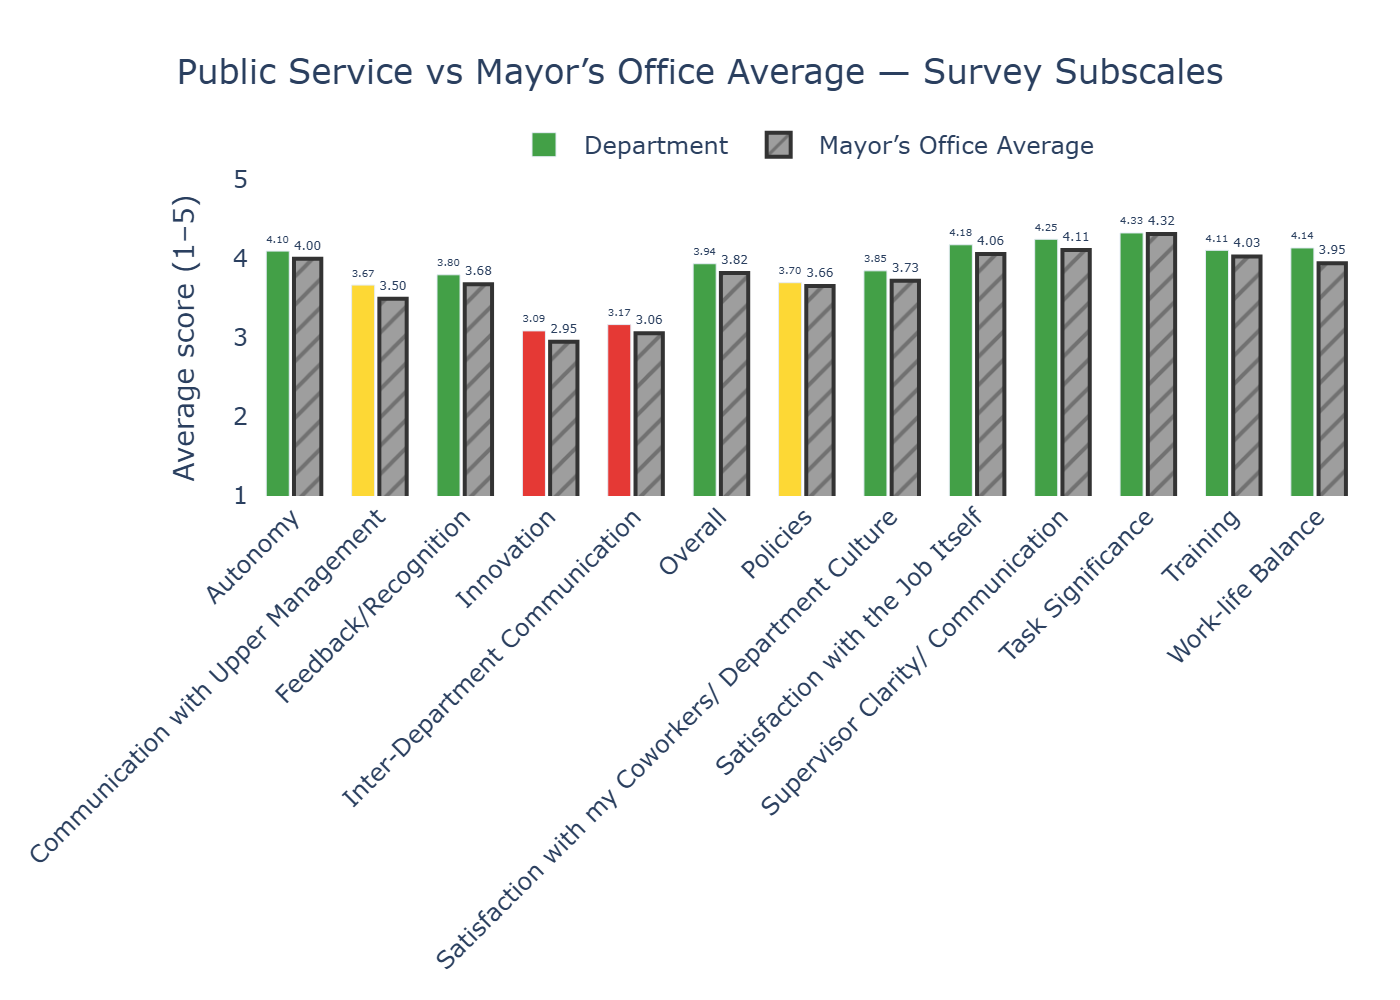 Public Service vs Mayor’s Office Average — Survey Subscales
Department
Mayor’s Office Average
Average score (1–5)
5
4
3
2
1
4.10
4.00
3.67
3.50
3.80
3.68
3.09
2.95
3.17
3.06
3.94
3.82
3.70
3.66
3.85
3.73
4.18
4.06
4.25
4.11
4.33
4.32
4.11
4.03
4.14
3.95
Autonomy
Communication with Upper Management
Feedback/Recognition
Innovation
Inter-Department Communication
Overall
Policies
Satisfaction with my Coworkers/ Department Culture
Satisfaction with the Job Itself
Supervisor Clarity/ Communication
Task Significance
Training
Work-life Balance